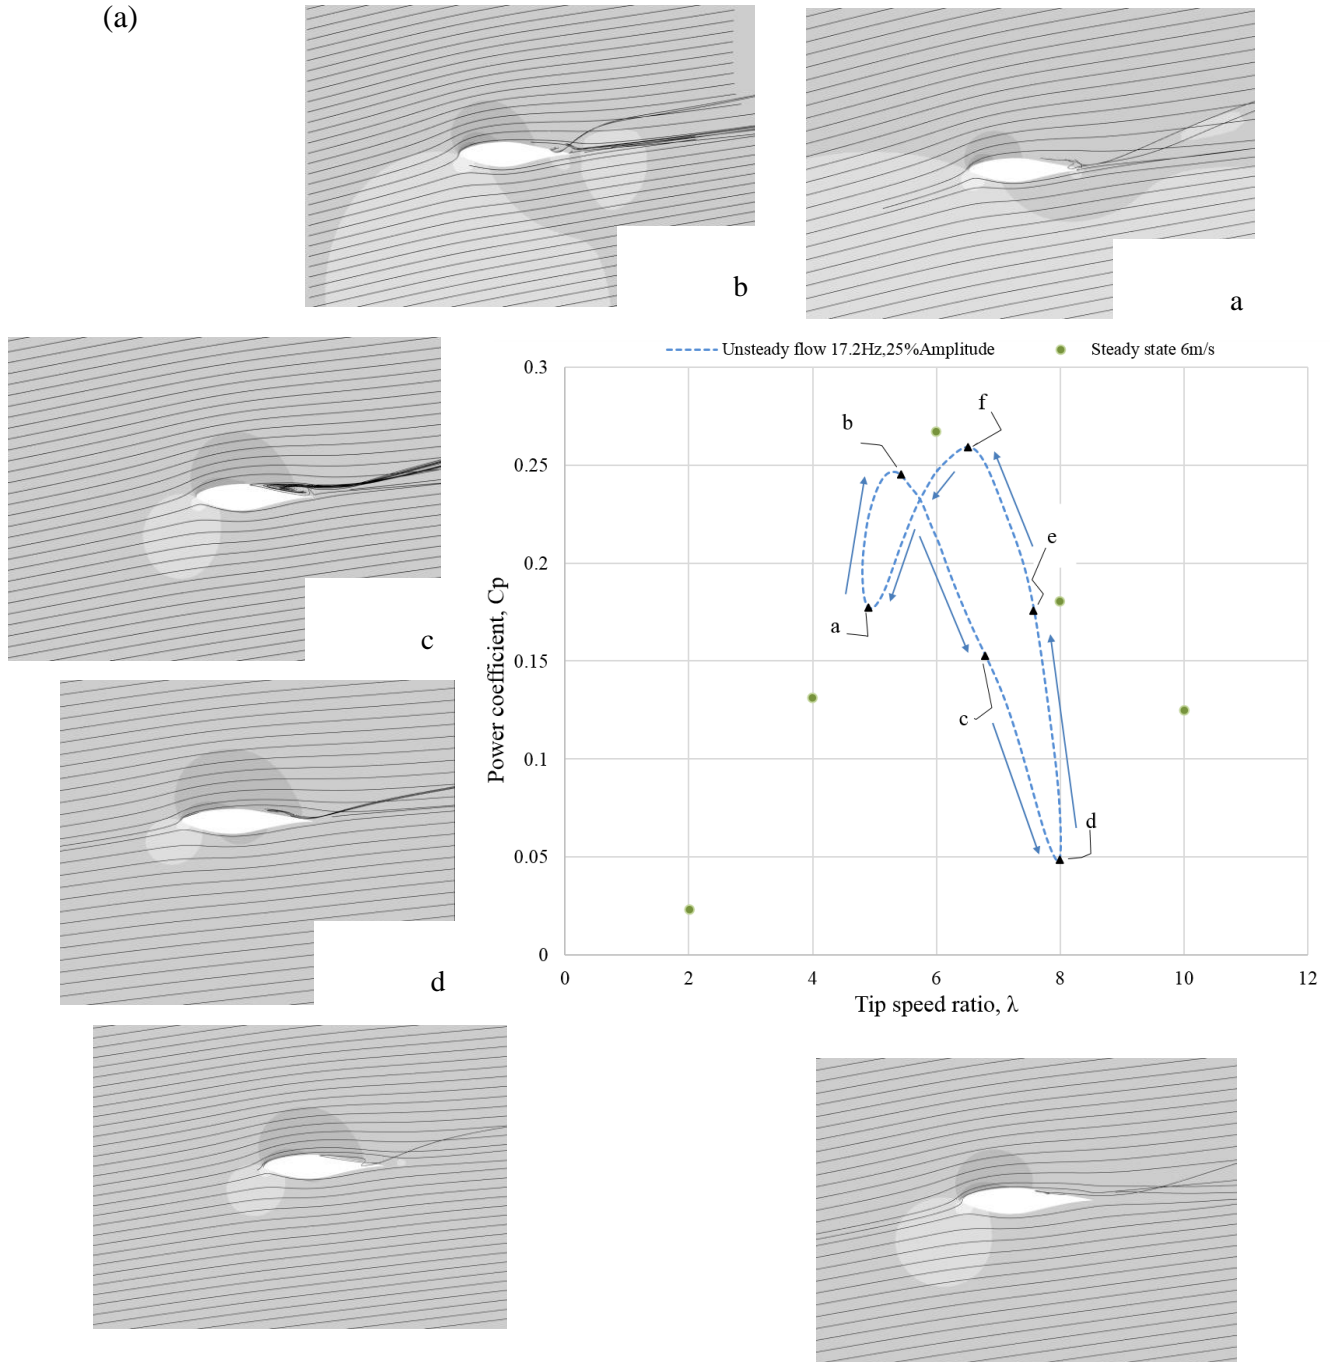 (a)
b
a
c
d
Unsteady flow 17.2Hz,25%Amplitude
Steady state 6m/s
0.3
0.25
0.2
0.15
0.1
0.05
0
Power coefficient, Cp
b
f
e
a
c
d
0 2 4 6 8 10 12
Tip speed ratio, λ